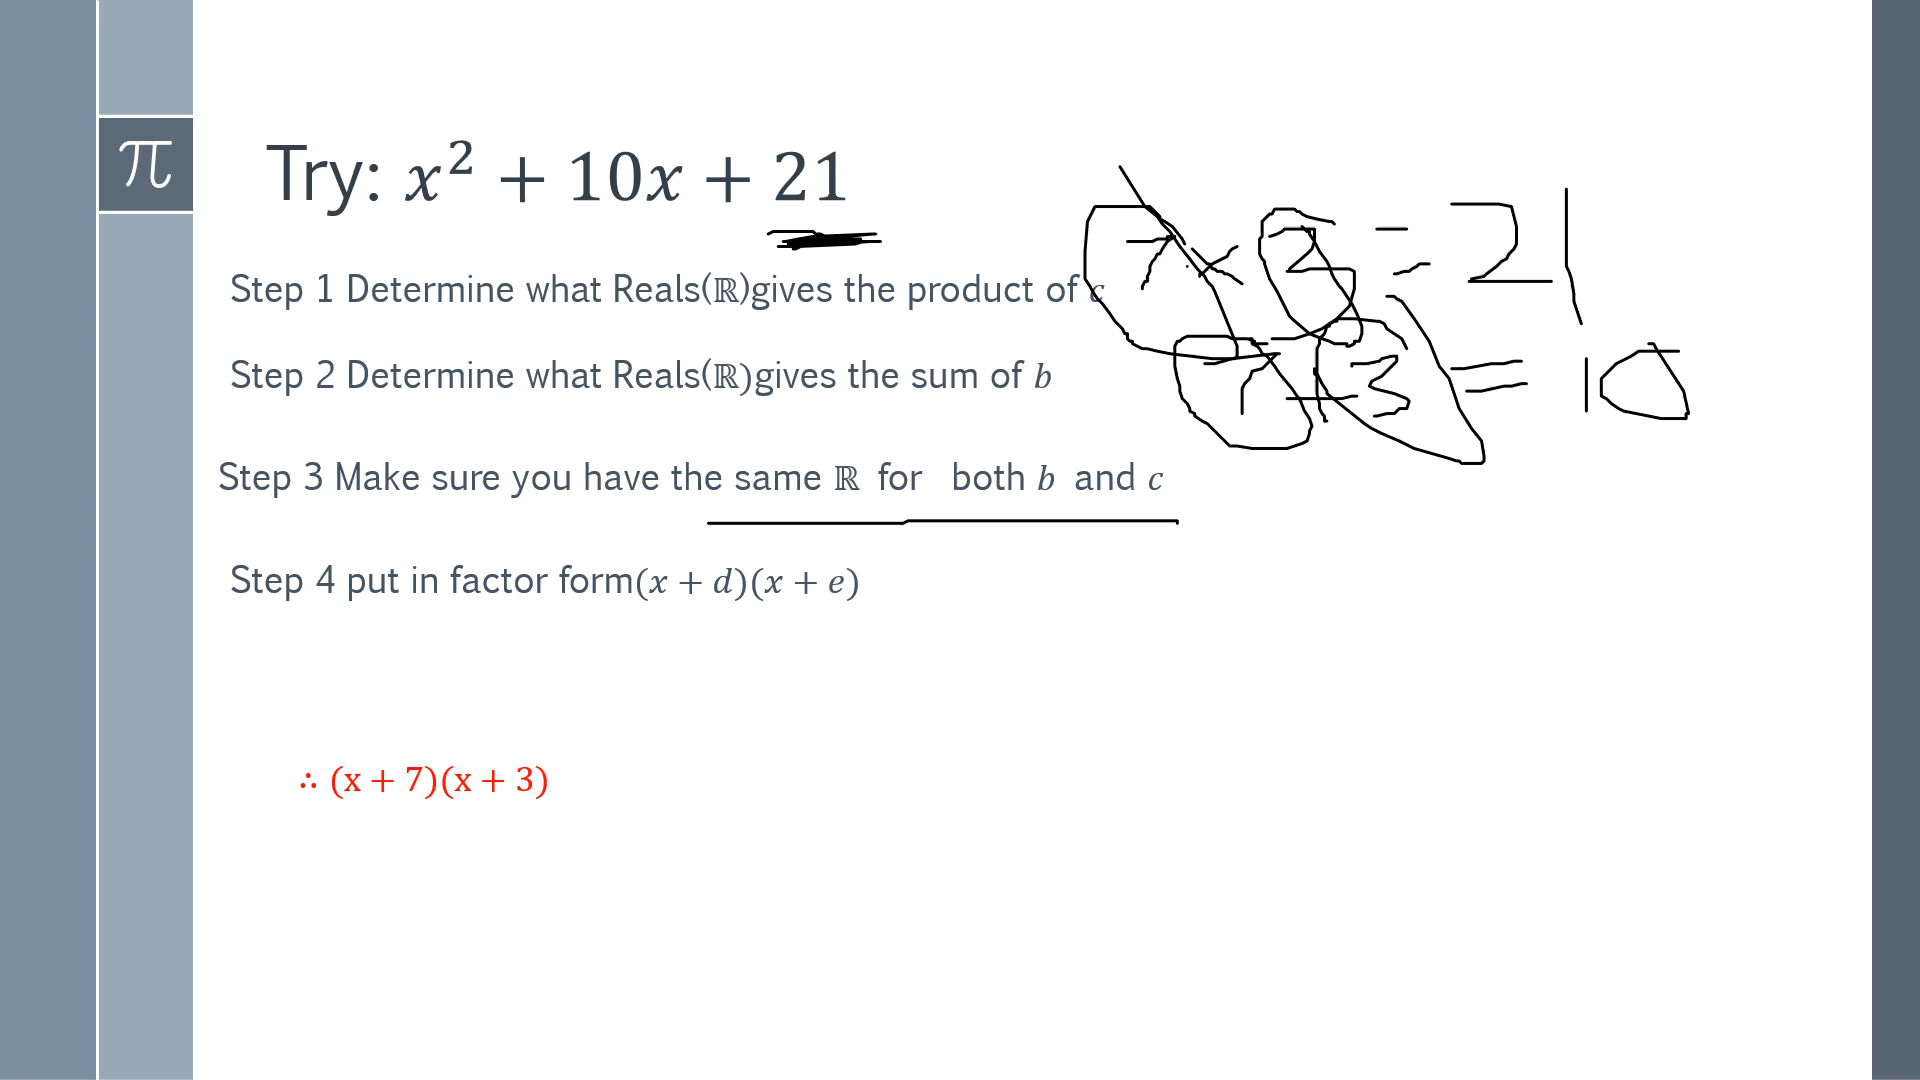 π
Try: x² + 10x + 21
7 × 3 = 21
Step 1 Determine what Reals(ℝ)gives the product of c
7 + 3 = 10
Step 2 Determine what Reals(ℝ)gives the sum of b
Step 3 Make sure you have the same ℝ for both b and c
Step 4 put in factor form(x + d)(x + e)
∴ (x + 7)(x + 3)